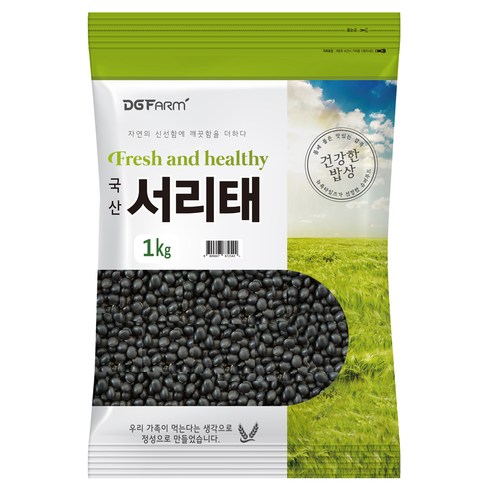 DGFARM
자연의 신선함에 깨끗함을 더하다
Fresh and healthy
국산
서리태
1kg
건강한
밥상
우리 가족이 먹는다는 생각으로
정성으로 만들었습니다.